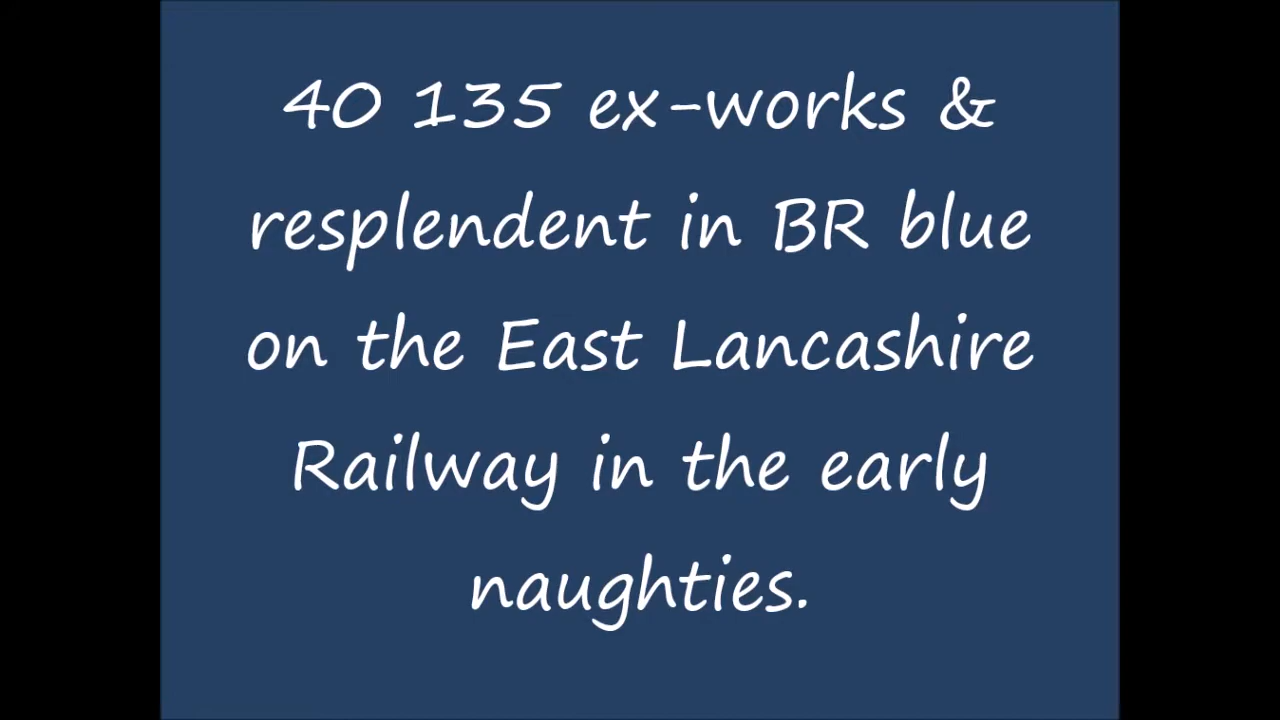 40 135 ex-works &
resplendent in BR blue
on the East Lancashire
Railway in the early
naughties.